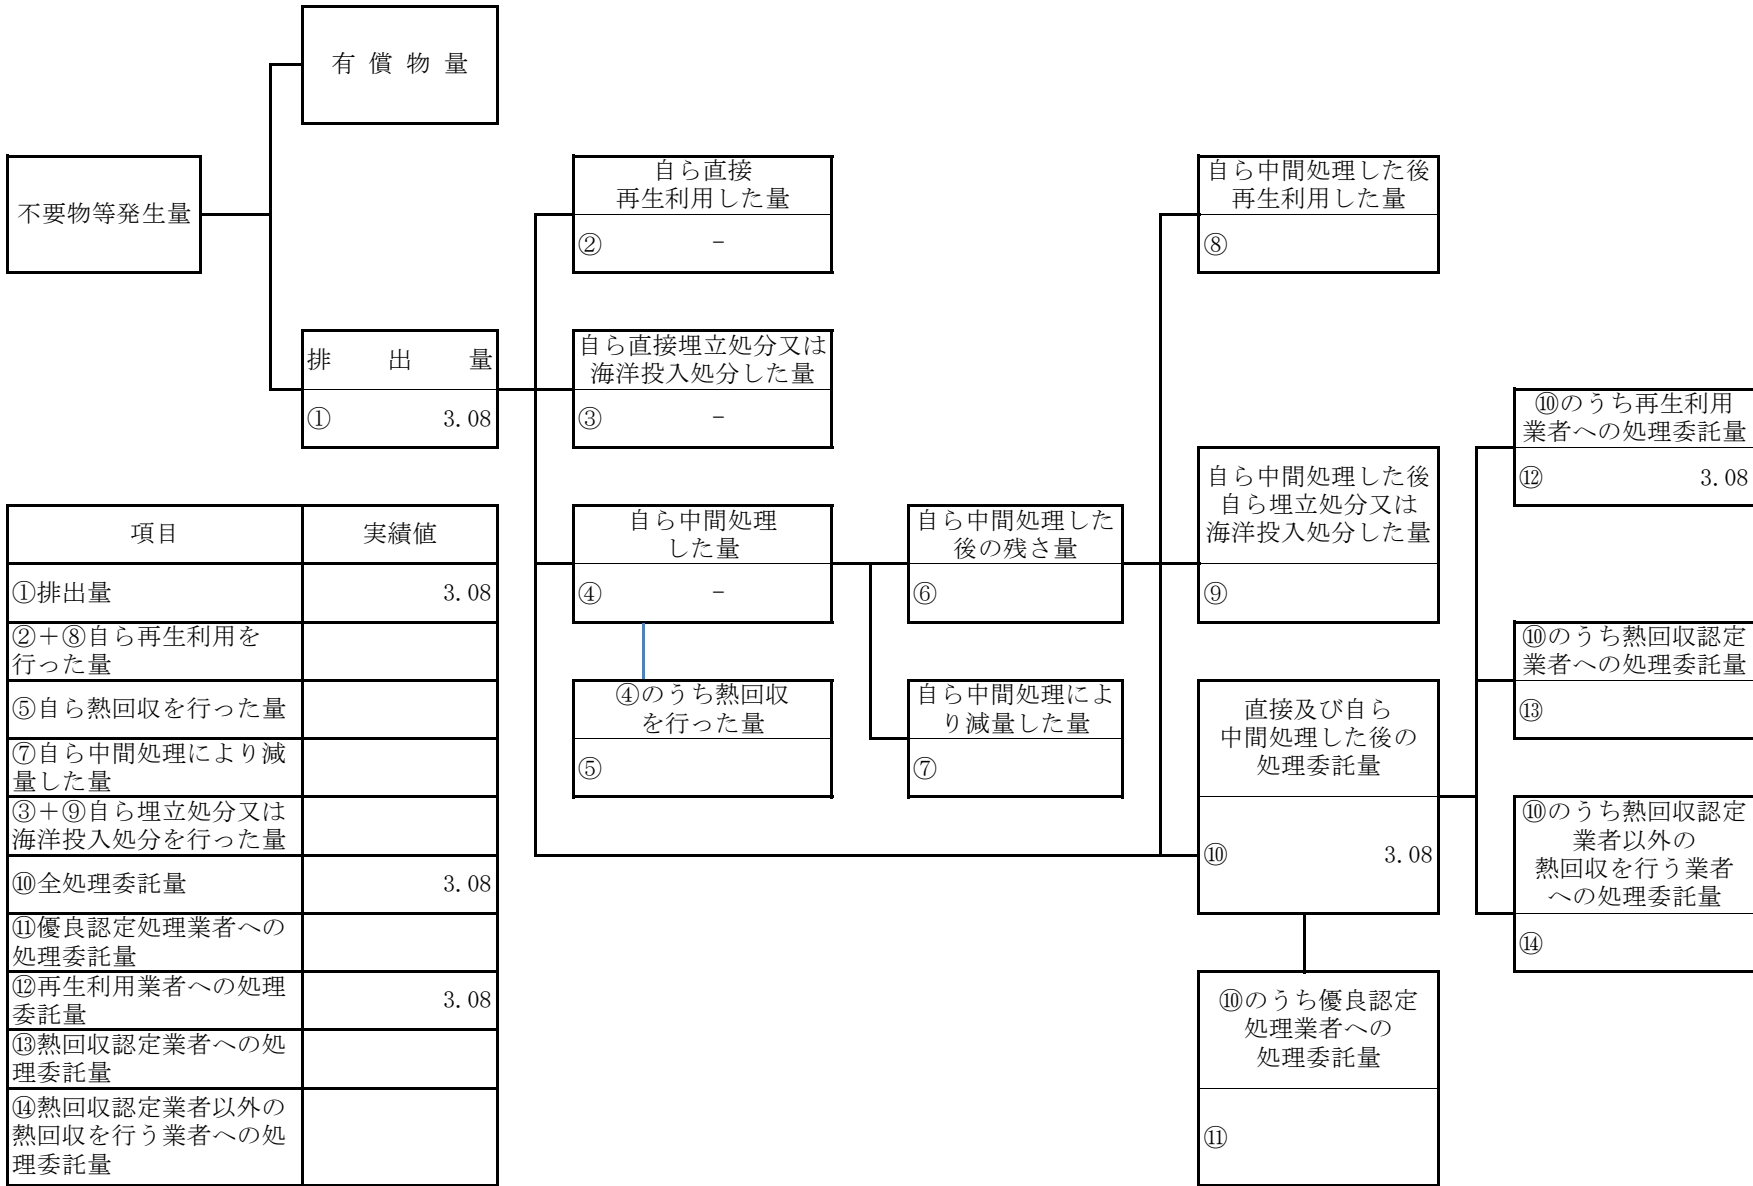 有償物量
不要物等発生量
排出量
① 3.08
自ら直接
再生利用した量
② －
自ら直接埋立処分又は
海洋投入処分した量
③ －
自ら中間処理
した量
④ －
④のうち熱回収
を行った量
⑤
自ら中間処理した
後の残さ量
⑥
自ら中間処理によ
り減量した量
⑦
自ら中間処理した後
再生利用した量
⑧
自ら中間処理した後
自ら埋立処分又は
海洋投入処分した量
⑨
直接及び自ら
中間処理した後の
処理委託量
⑩ 3.08
⑩のうち優良認定
処理業者への
処理委託量
⑪
⑩のうち再生利用
業者への処理委託量
⑫ 3.08
⑩のうち熱回収認定
業者への処理委託量
⑬
⑩のうち熱回収認定
業者以外の
熱回収を行う業者
への処理委託量
⑭
項目 実績値
①排出量 3.08
②＋⑧自ら再生利用を
行った量
⑤自ら熱回収を行った量
⑦自ら中間処理により減
量した量
③＋⑨自ら埋立処分又は
海洋投入処分を行った量
⑩全処理委託量 3.08
⑪優良認定処理業者への
処理委託量
⑫再生利用業者への処理
委託量 3.08
⑬熱回収認定業者への処
理委託量
⑭熱回収認定業者以外の
熱回収を行う業者への処
理委託量